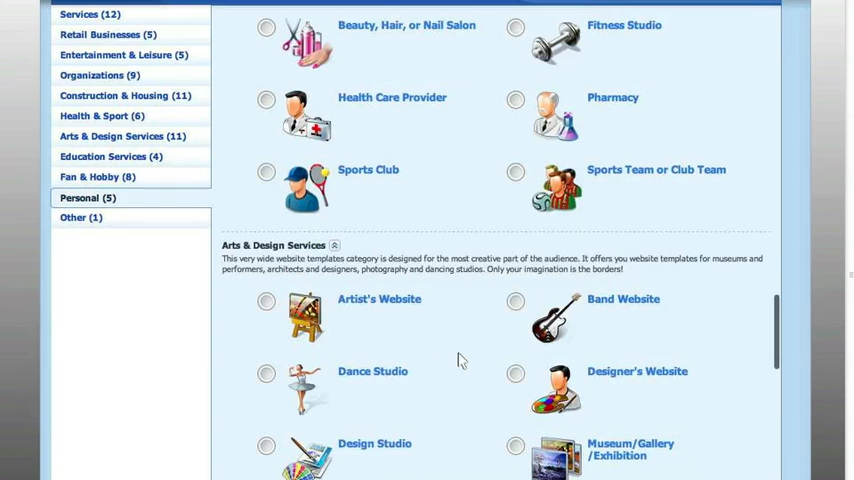 Services (12)
Retail Businesses (5)
Entertainment & Leisure (5)
Organizations (9)
Construction & Housing (11)
Health & Sport (6)
Arts & Design Services (11)
Education Services (4)
Fan & Hobby (8)
Personal (5)
Other (1)
Beauty, Hair, or Nail Salon
Fitness Studio
Health Care Provider
Pharmacy
Sports Club
Sports Team or Club Team
Arts & Design Services
This very wide website templates category is designed for the most creative part of the audience. It offers you website templates for museums and
performers, architects and designers, photography and dancing studios. Only your imagination is the borders!
Artist's Website
Band Website
Dance Studio
Designer's Website
Design Studio
Museum/Gallery
/Exhibition